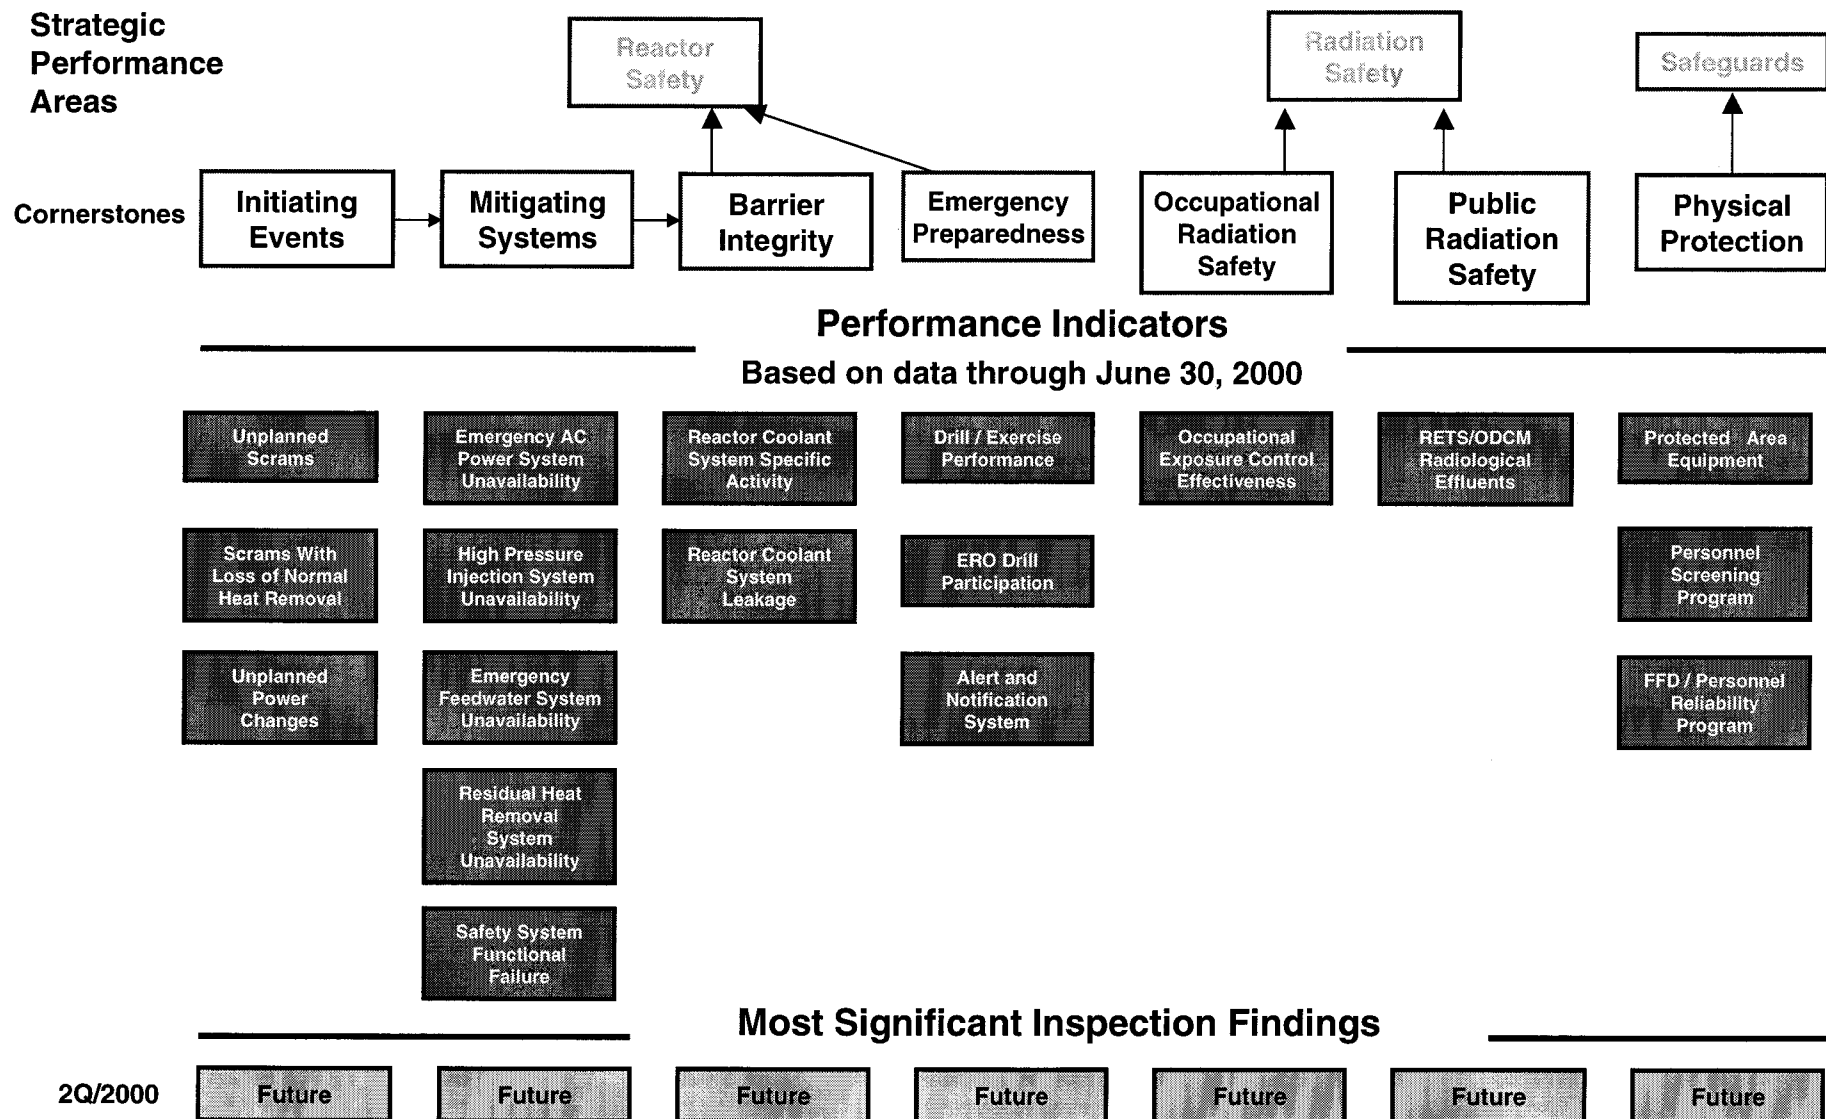 Strategic
Performance
Areas
Reactor
Safety
Radiation
Safety
Safeguards
Cornerstones
Initiating
Events
Mitigating
Systems
Barrier
Integrity
Emergency
Preparedness
Occupational
Radiation
Safety
Public
Radiation
Safety
Physical
Protection
Performance Indicators
Based on data through June 30, 2000
Unplanned
Scrams
Emergency AC
Power System
Unavailability
Reactor Coolant
System Specific
Activity
Drill / Exercise
Performance
Occupational
Exposure Control
Effectiveness
RETS/ODCM
Radiological
Effluents
Protected Area
Equipment
Scrams With
Loss of Normal
Heat Removal
High Pressure
Injection System
Unavailability
Reactor Coolant
System
Leakage
ERO Drill
Participation
Personnel
Screening
Program
Unplanned
Power
Changes
Emergency
Feedwater System
Unavailability
Alert and
Notification
System
FFD / Personnel
Reliability
Program
Residual Heat
Removal
System
Unavailability
Safety System
Functional
Failure
Most Significant Inspection Findings
2Q/2000
Future
Future
Future
Future
Future
Future
Future